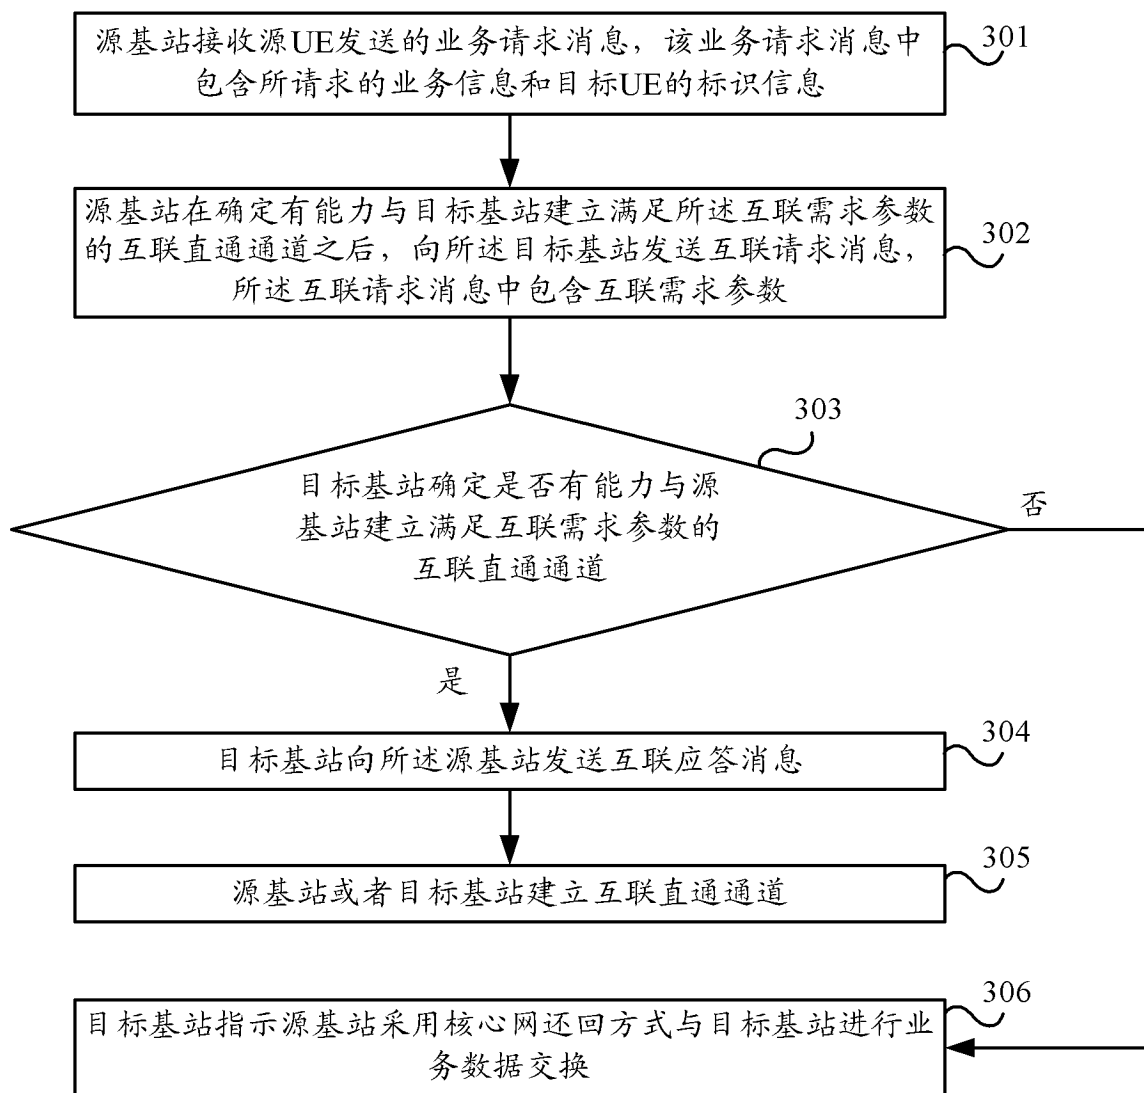 源基站接收源UE发送的业务请求消息，该业务请求消息中
包含所请求的业务信息和目标UE的标识信息
301
源基站在确定有能力与目标基站建立满足所述互联需求参数
的互联直通通道之后，向所述目标基站发送互联请求消息，
所述互联请求消息中包含互联需求参数
302
303
目标基站确定是否有能力与源
基站建立满足互联需求参数的
互联直通通道
否
是
目标基站向所述源基站发送互联应答消息
304
源基站或者目标基站建立互联直通通道
305
目标基站指示源基站采用核心网还回方式与目标基站进行业
务数据交换
306